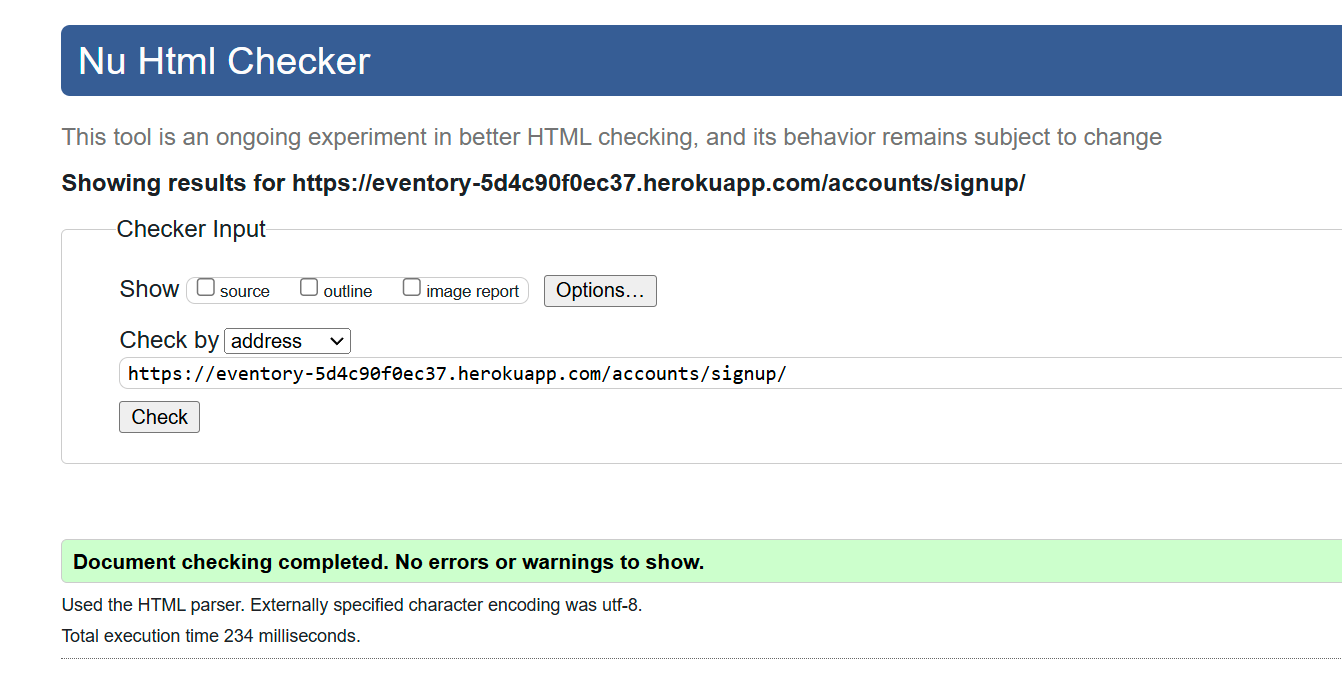 Nu Html Checker
This tool is an ongoing experiment in better HTML checking, and its behavior remains subject to change
Showing results for https://eventory-5d4c90f0ec37.herokuapp.com/accounts/signup/
Checker Input
Show source outline image report Options...
Check by address
https://eventory-5d4c90f0ec37.herokuapp.com/accounts/signup/
Check
Document checking completed. No errors or warnings to show.
Used the HTML parser. Externally specified character encoding was utf-8.
Total execution time 234 milliseconds.